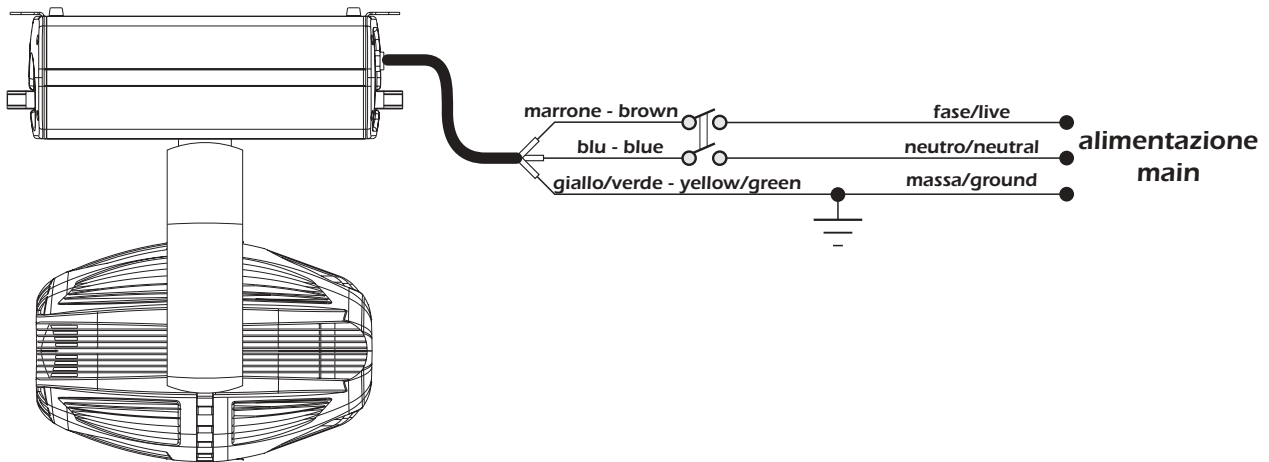 marrone - brown
fase/live
blu - blue
neutro/neutral
giallo/verde - yellow/green
massa/ground
alimentazione
main